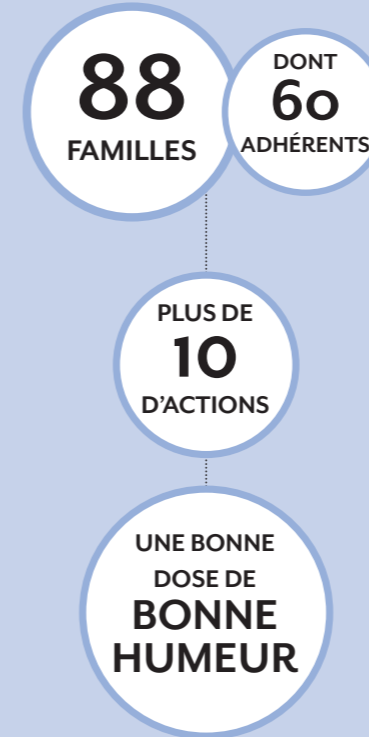 88
FAMILLES
DONT
60
ADHÉRENTS
PLUS DE
10
D'ACTIONS
UNE BONNE
DOSE DE
BONNE
HUMEUR